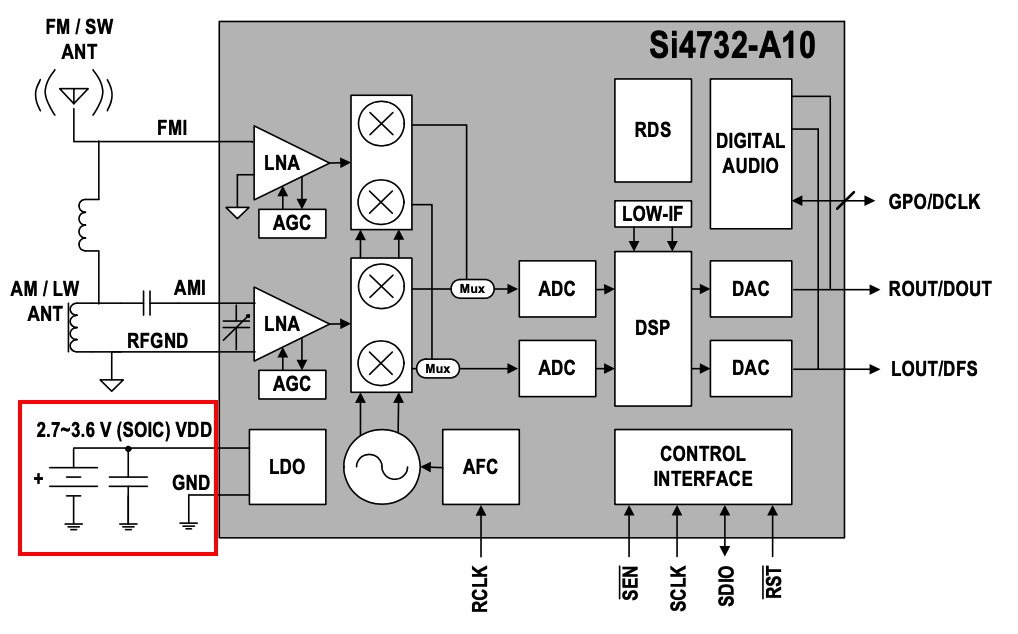 FM / SW
ANT
Si4732-A10
FMI
LNA
AGC
RDS
DIGITAL
AUDIO
GPO/DCLK
LOW-IF
AM / LW
ANT
AMI
RFGND
LNA
AGC
Mux
Mux
ADC
ADC
DSP
DAC
DAC
ROUT/DOUT
LOUT/DFS
2.7~3.6 V (SOIC) VDD
+
GND
LDO
AFC
CONTROL
INTERFACE
RCLK
SEN
SCLK
SDIO
RST